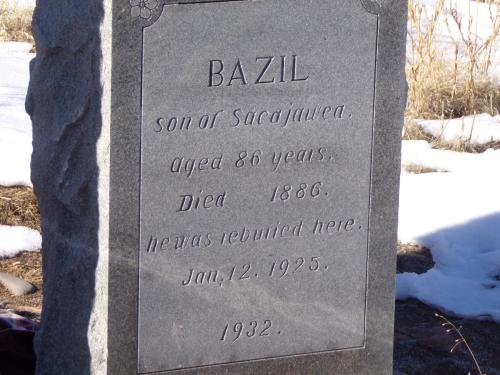 BAZIL
son of Sacajawea.
aged 86 years.
Died 1886.
he was reburied here.
Jan, 12. 1925.
1932.